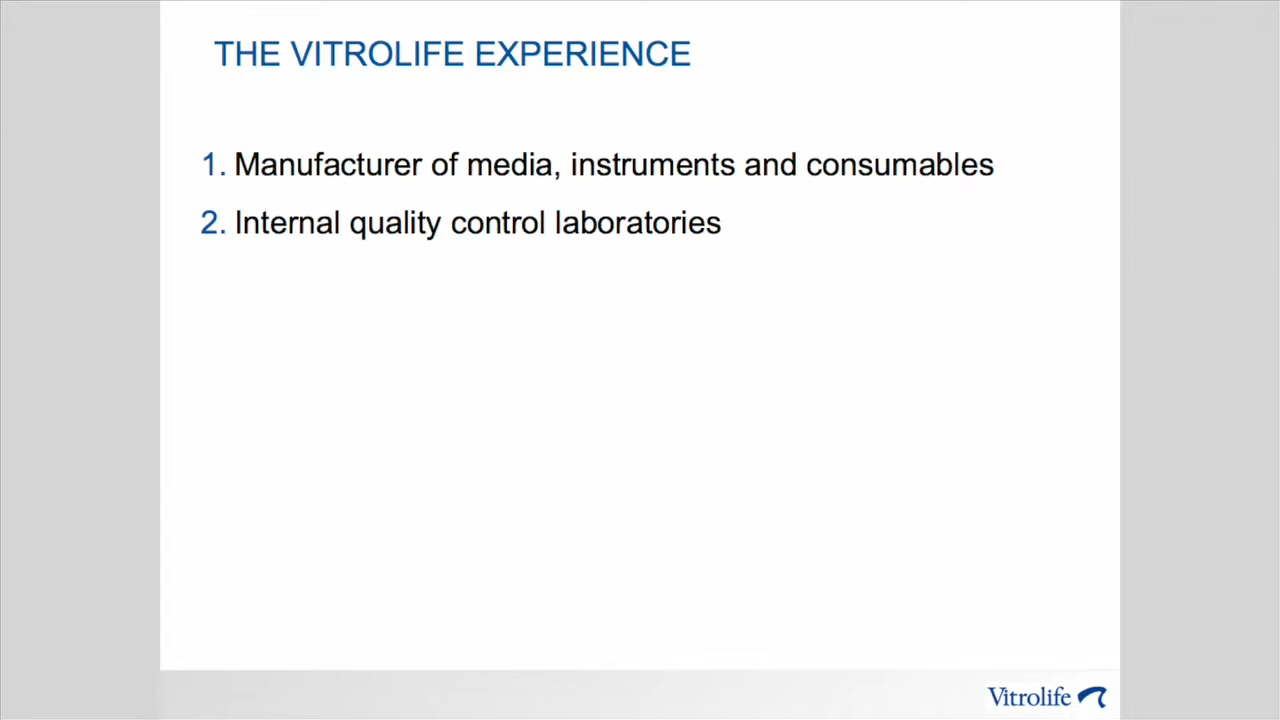 THE VITROLIFE EXPERIENCE
1. Manufacturer of media, instruments and consumables
2. Internal quality control laboratories
Vitrolife